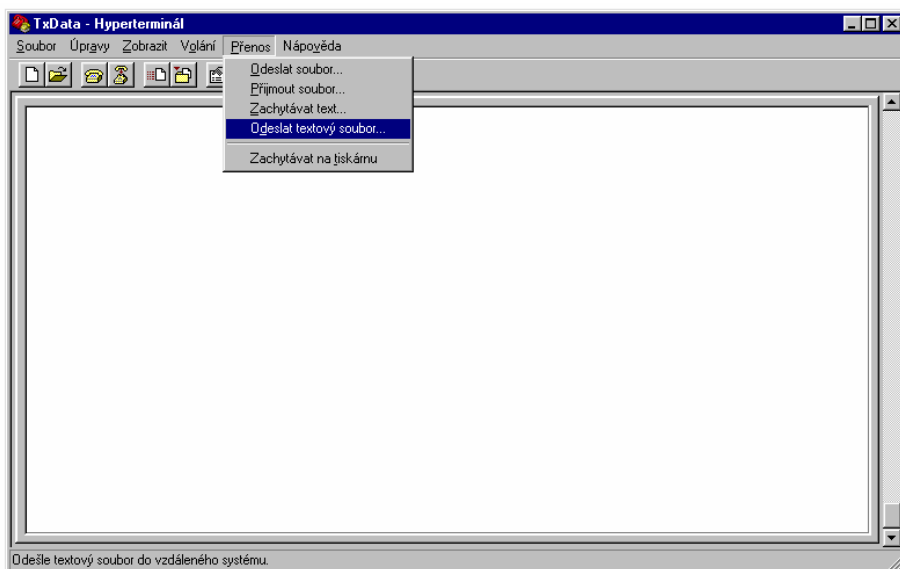 TxData - Hyperterminál
Soubor Úpravy Zobrazit Volání Přenos Nápověda
Odeslat soubor...
Přijmout soubor...
Zachytávat text...
Odeslat textový soubor...
Zachytávat na tiskárnu
Odešle textový soubor do vzdáleného systému.